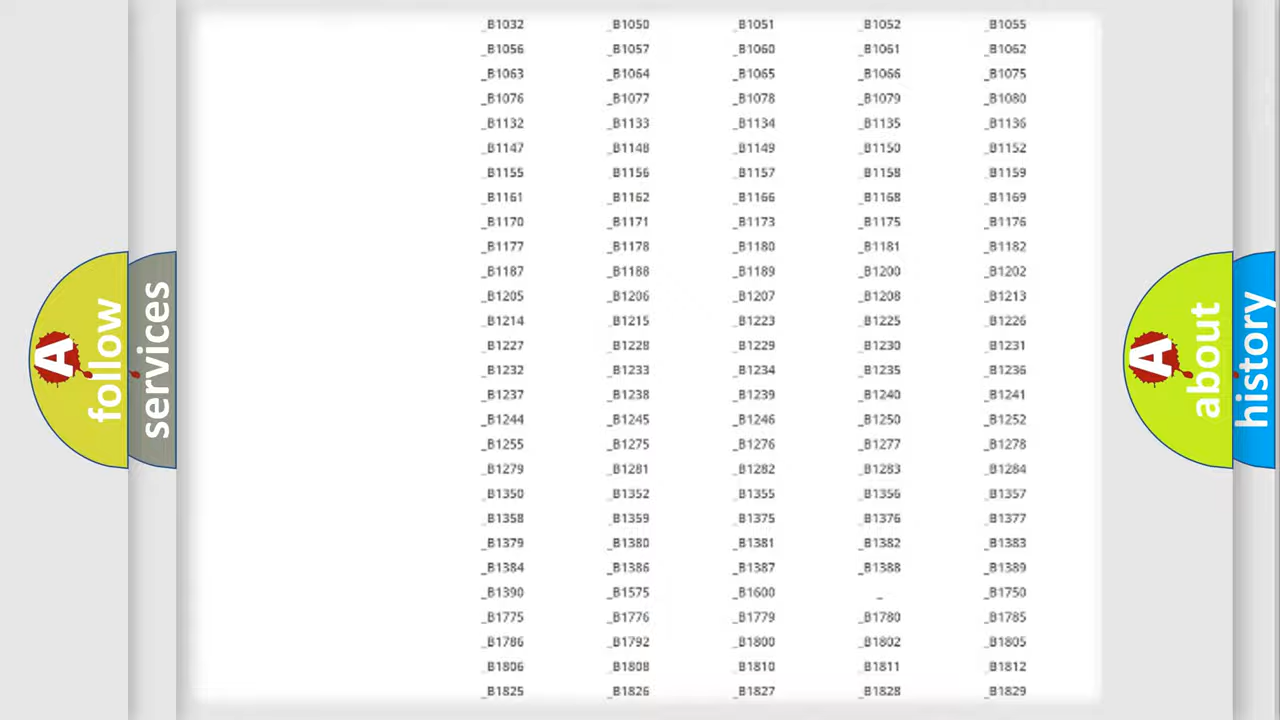 _B1032 _B1050 _B1051 _B1052 _B1055
_B1056 _B1057 _B1060 _B1061 _B1062
_B1063 _B1064 _B1065 _B1066 _B1075
_B1076 _B1077 _B1078 _B1079 _B1080
_B1132 _B1133 _B1134 _B1135 _B1136
_B1147 _B1148 _B1149 _B1150 _B1152
_B1155 _B1156 _B1157 _B1158 _B1159
_B1161 _B1162 _B1166 _B1168 _B1169
_B1170 _B1171 _B1173 _B1175 _B1176
_B1177 _B1178 _B1180 _B1181 _B1182
_B1187 _B1188 _B1189 _B1200 _B1202
_B1205 _B1206 _B1207 _B1208 _B1213
_B1214 _B1215 _B1223 _B1225 _B1226
_B1227 _B1228 _B1229 _B1230 _B1231
_B1232 _B1233 _B1234 _B1235 _B1236
_B1237 _B1238 _B1239 _B1240 _B1241
_B1244 _B1245 _B1246 _B1250 _B1252
_B1255 _B1275 _B1276 _B1277 _B1278
_B1279 _B1281 _B1282 _B1283 _B1284
_B1350 _B1352 _B1355 _B1356 _B1357
_B1358 _B1359 _B1375 _B1376 _B1377
_B1379 _B1380 _B1381 _B1382 _B1383
_B1384 _B1386 _B1387 _B1388 _B1389
_B1390 _B1575 _B1600 _ _B1750
_B1775 _B1776 _B1779 _B1780 _B1785
_B1786 _B1792 _B1800 _B1802 _B1805
_B1806 _B1808 _B1810 _B1811 _B1812
_B1825 _B1826 _B1827 _B1828 _B1829
A
follow
services
A
about
history